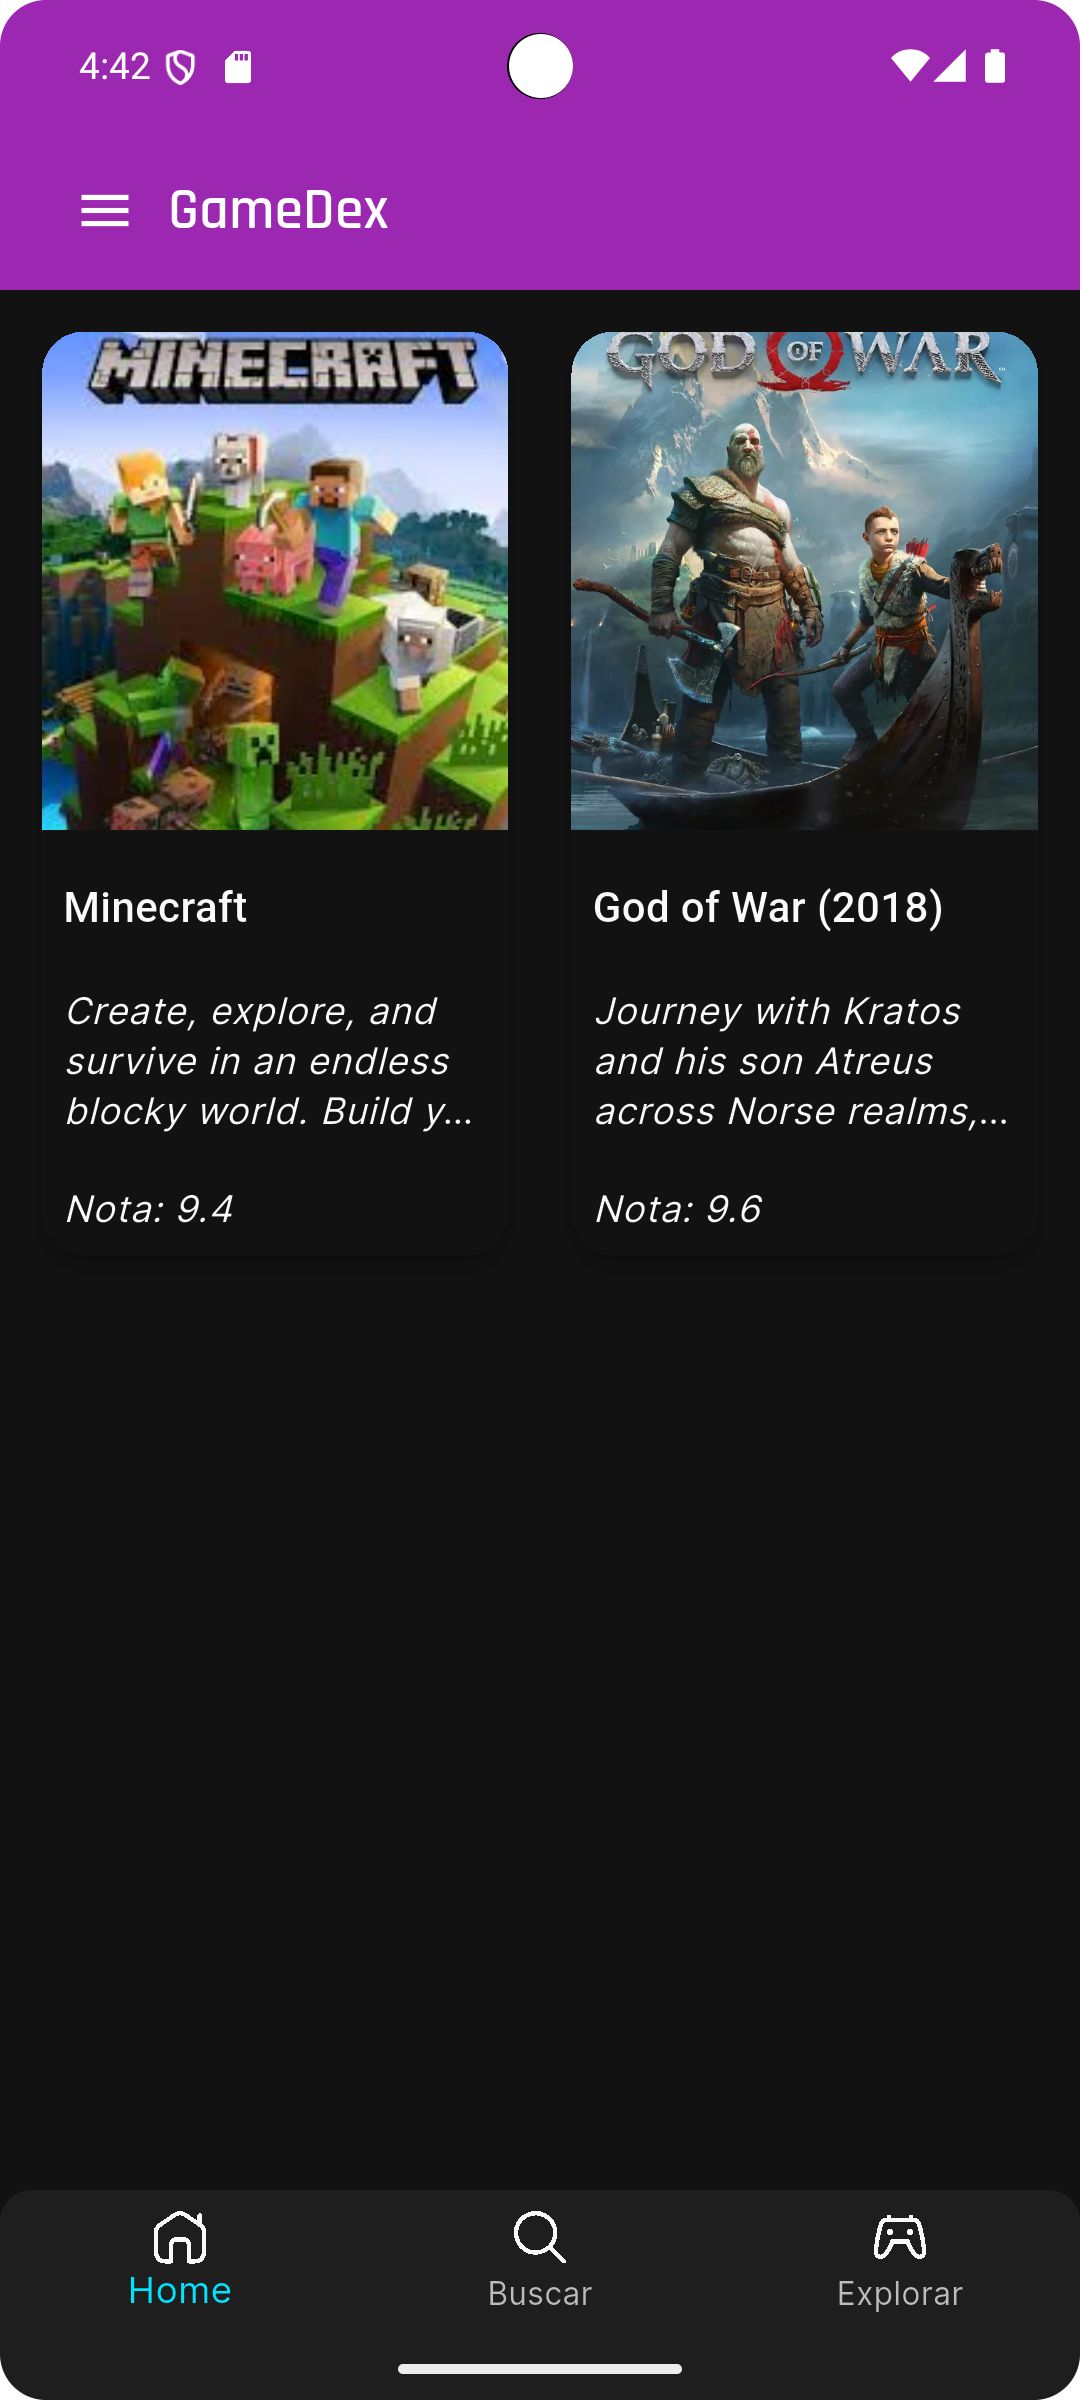 4:42
GameDex
MINECRAFT
GOD OF WAR™
Minecraft
God of War (2018)
Create, explore, and
survive in an endless
blocky world. Build y...
Journey with Kratos
and his son Atreus
across Norse realms,...
Nota: 9.4
Nota: 9.6
Home
Buscar
Explorar